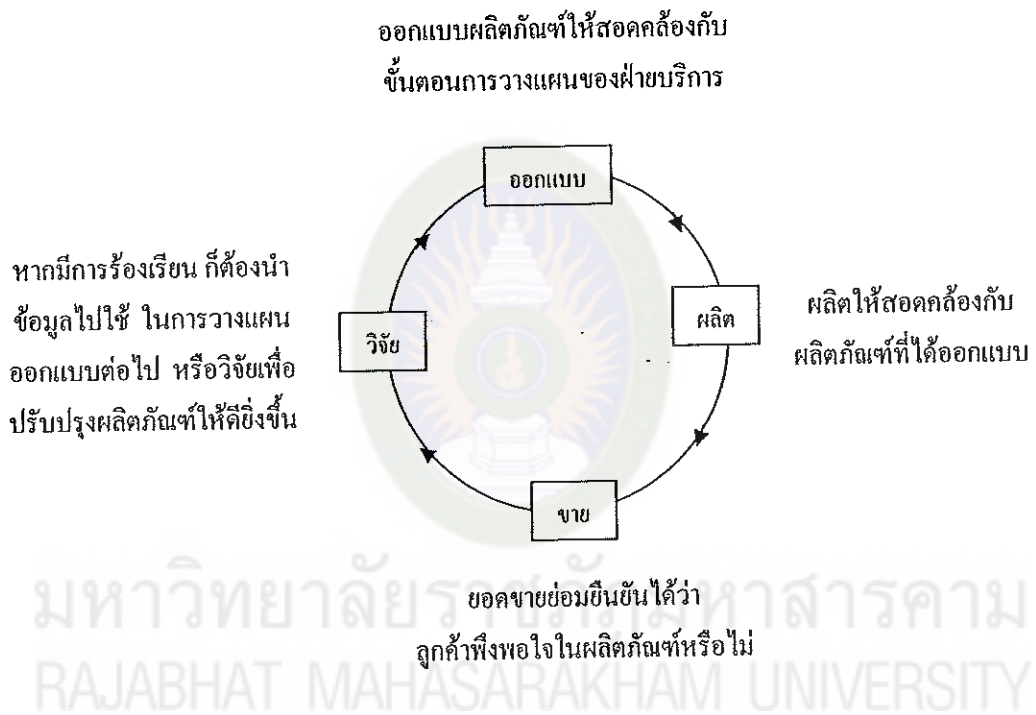 ออกแบบผลิตภัณฑ์ให้สอดคล้องกับ
ขั้นตอนการวางแผนของฝ่ายบริการ
ออกแบบ
ผลิต
ผลิตให้สอดคล้องกับ
ผลิตภัณฑ์ที่ได้ออกแบบ
หากมีการร้องเรียน ก็ต้องนำ
ข้อมูลไปใช้ ในการวางแผน
ออกแบบต่อไป หรือวิจัยเพื่อ
ปรับปรุงผลิตภัณฑ์ให้ดียิ่งขึ้น
วิจัย
ขาย
ยอดขายย่อมยืนยันได้ว่า
ลูกค้าพึงพอใจในผลิตภัณฑ์หรือไม่
มหาวิทยาลัยราชภัฏมหาสารคาม
RAJABHAT MAHASARAKHAM UNIVERSITY